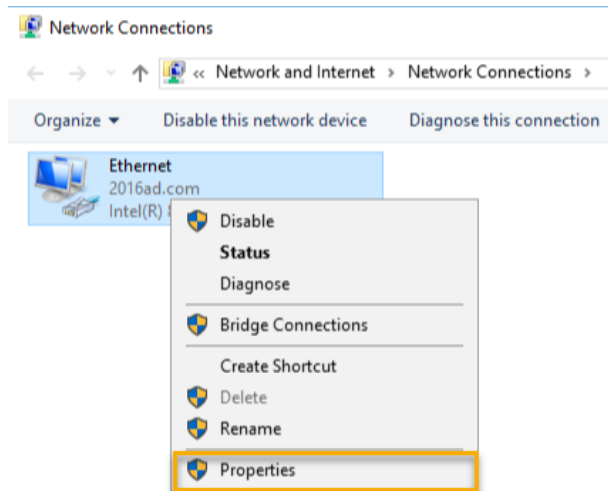 Network Connections
« Network and Internet > Network Connections >
Organize Disable this network device Diagnose this connection
Ethernet
2016ad.com
Intel(R)
Disable
Status
Diagnose
Bridge Connections
Create Shortcut
Delete
Rename
Properties